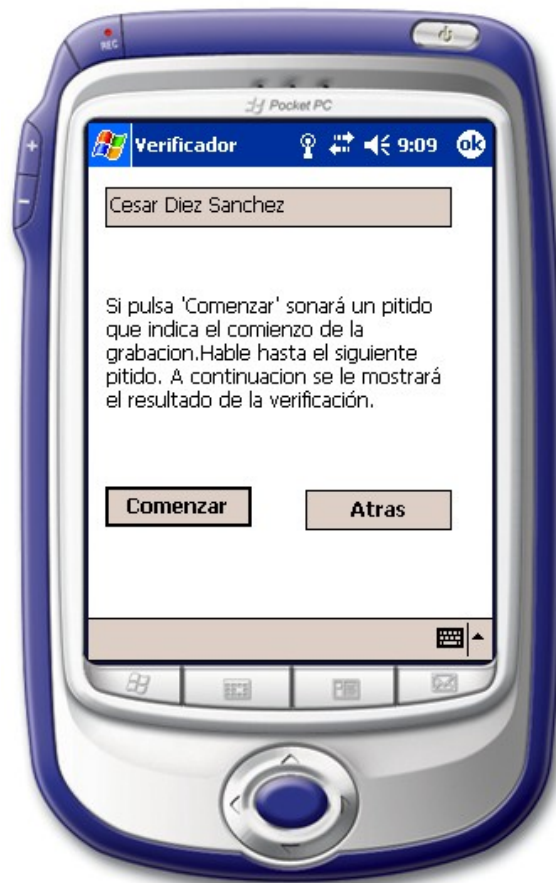 REC
Pocket PC
Verificador 9:09 ok
Cesar Diez Sanchez
Si pulsa 'Comenzar' sonará un pitido
que indica el comienzo de la
grabacion.Hable hasta el siguiente
pitido. A continuacion se le mostrará
el resultado de la verificación.
Comenzar Atras